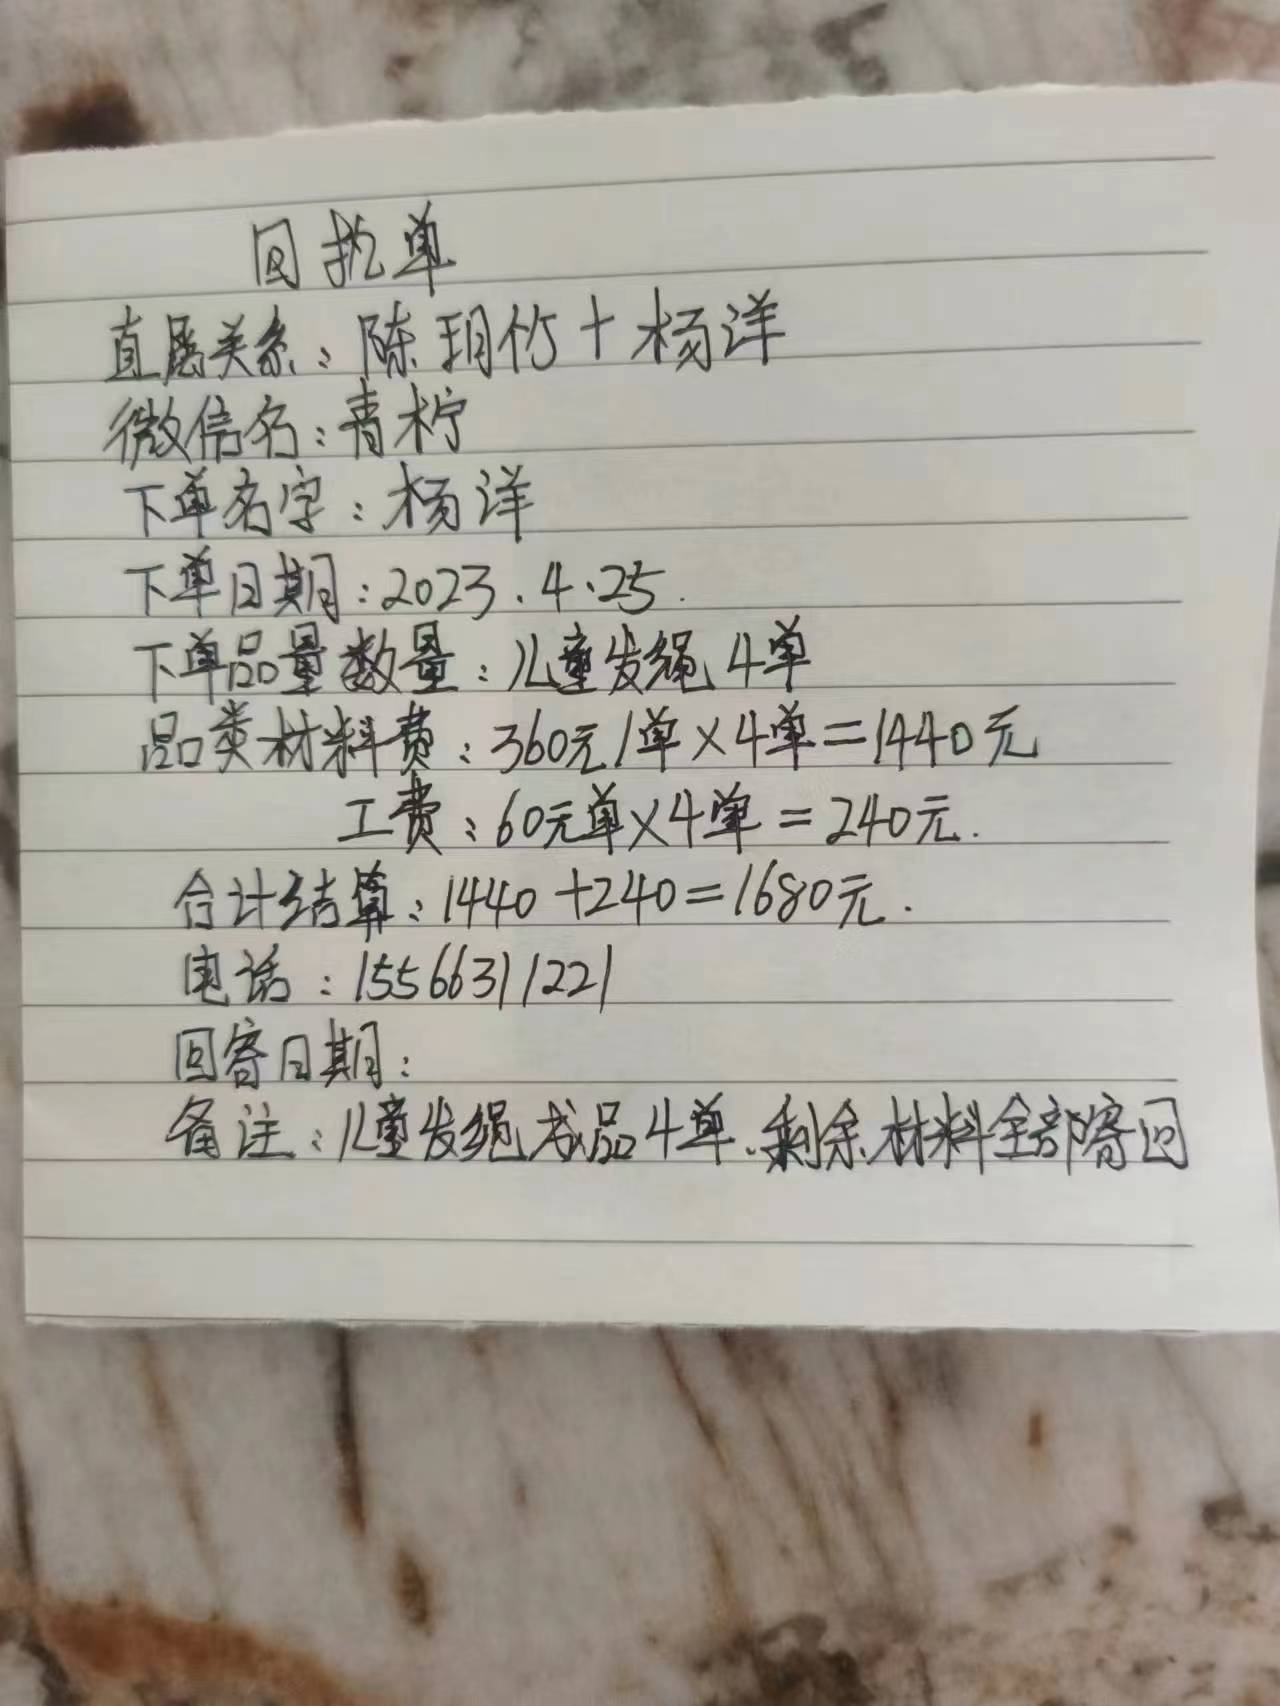 回执单
直属关系：陈玥竹＋杨洋
微信名：青柠
下单名字：杨洋
下单日期：2023.4.25.
下单品量数量：儿童发绳4单
品类材料费：360元/单×4单=1440元
工费：60元单×4单=240元.
合计结算：1440+240=1680元.
电话：15566311221
回寄日期：
备注：儿童发绳成品4单.剩余材料全部寄回